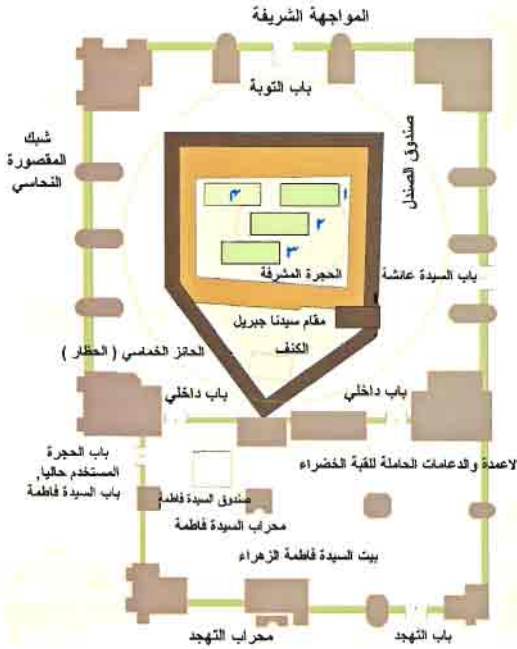 المواجهة الشريفة
باب التوبة
صندوق الصندل
شبك
المقصورة
النحاسي
١
٤
٢
٣
الحجرة المشرفة
باب السيدة عائشة
مقام سيدنا جبريل
الكنف
الحائز الخماسي ( الحظار )
باب داخلي
باب داخلي
باب الحجرة
المستخدم حاليا,
باب السيدة فاطمة
الاعمدة والدعامات الحاملة للقبة الخضراء
صندوق السيدة فاطمة
محراب السيدة فاطمة
بيت السيدة فاطمة الزهراء
محراب التهجد
باب التهجد